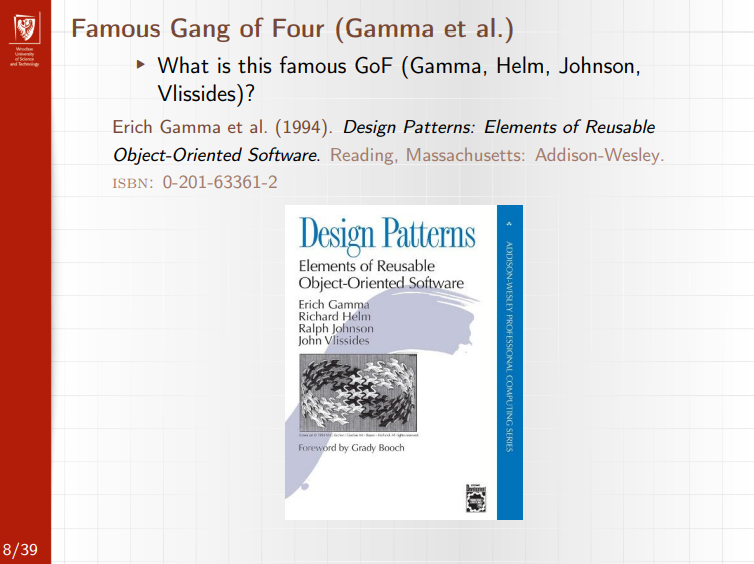 Wrocław
University
of Science
and Technology
Famous Gang of Four (Gamma et al.)
What is this famous GoF (Gamma, Helm, Johnson,
Vlissides)?
Erich Gamma et al. (1994). Design Patterns: Elements of Reusable
Object-Oriented Software. Reading, Massachusetts: Addison-Wesley.
ISBN: 0-201-63361-2
Design Patterns
Elements of Reusable
Object-Oriented Software
Erich Gamma
Richard Helm
Ralph Johnson
John Vlissides
Foreword by Grady Booch
ADDISON-WESLEY PROFESSIONAL COMPUTING SERIES
8/39